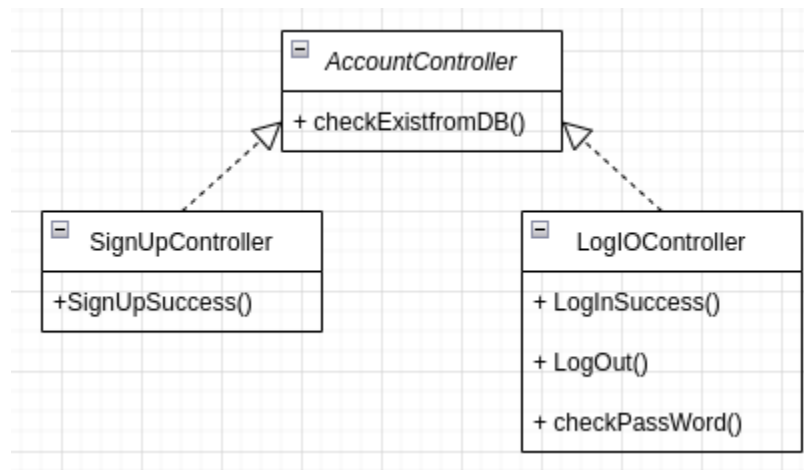 AccountController
+ checkExistfromDB()
SignUpController
+SignUpSuccess()
LogIOController
+ LogInSuccess()
+ LogOut()
+ checkPassWord()